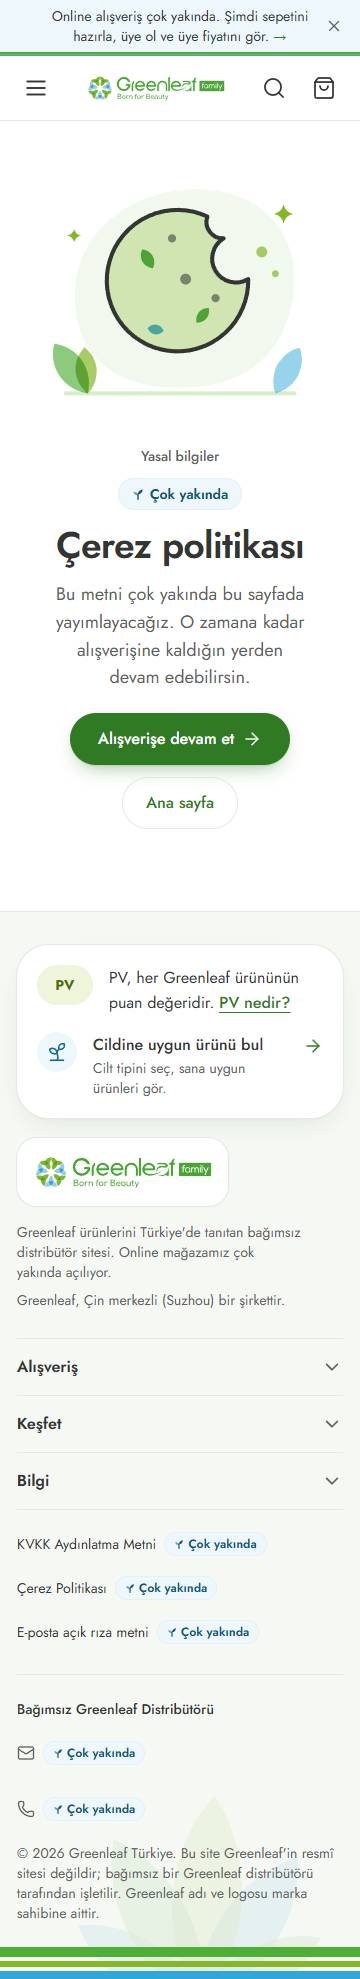 Online alışveriş çok yakında. Şimdi sepetini
hazırla, üye ol ve üye fiyatını gör. →
Greenleaf family
Born for Beauty
Yasal bilgiler
Çok yakında
Çerez politikası
Bu metni çok yakında bu sayfada
yayımlayacağız. O zamana kadar
alışverişine kaldığın yerden
devam edebilirsin.
Alışverişe devam et →
Ana sayfa
PV
PV, her Greenleaf ürününün
puan değeridir. PV nedir?
Cildine uygun ürünü bul →
Cilt tipini seç, sana uygun
ürünleri gör.
Greenleaf family
Born for Beauty
Greenleaf ürünlerini Türkiye'de tanıtan bağımsız
distribütör sitesi. Online mağazamız çok
yakında açılıyor.
Greenleaf, Çin merkezli (Suzhou) bir şirkettir.
Alışveriş
Keşfet
Bilgi
KVKK Aydınlatma Metni Çok yakında
Çerez Politikası Çok yakında
E-posta açık rıza metni Çok yakında
Bağımsız Greenleaf Distribütörü
Çok yakında
Çok yakında
© 2026 Greenleaf Türkiye. Bu site Greenleaf'in resmî
sitesi değildir; bağımsız bir Greenleaf distribütörü
tarafından işletilir. Greenleaf adı ve logosu marka
sahibine aittir.